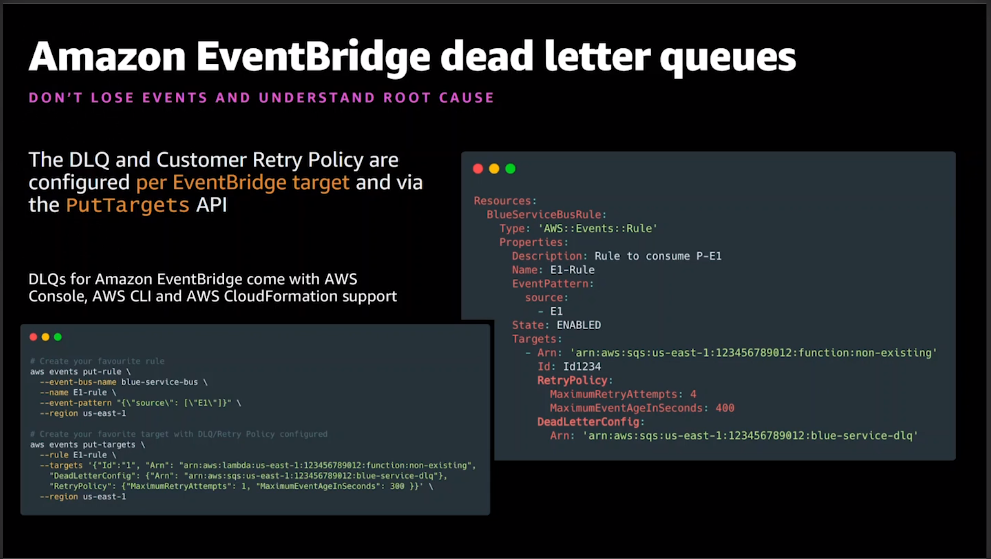 Amazon EventBridge dead letter queues
DON'T LOSE EVENTS AND UNDERSTAND ROOT CAUSE
The DLQ and Customer Retry Policy are
configured per EventBridge target and via
the PutTargets API
DLQs for Amazon EventBridge come with AWS
Console, AWS CLI and AWS CloudFormation support
# Create your favourite rule
aws events put-rule \
--event-bus-name blue-service-bus \
--name E1-rule \
--event-pattern "{\"source\": [\"E1\"]}" \
--region us-east-1
# Create your favorite target with DLQ/Retry Policy configured
aws events put-targets \
--rule E1-rule \
--targets '{"Id":"1", "Arn": "arn:aws:lambda:us-east-1:123456789012:function:non-existing",
"DeadLetterConfig": {"Arn": "arn:aws:sqs:us-east-1:123456789012:blue-service-dlq"},
"RetryPolicy": {"MaximumRetryAttempts": 1, "MaximumEventAgeInSeconds": 300 }}' \
--region us-east-1
Resources:
BlueServiceBusRule:
Type: 'AWS::Events::Rule'
Properties:
Description: Rule to consume P-E1
Name: E1-Rule
EventPattern:
source:
- E1
State: ENABLED
Targets:
- Arn: 'arn:aws:sqs:us-east-1:123456789012:function:non-existing'
Id: Id1234
RetryPolicy:
MaximumRetryAttempts: 4
MaximumEventAgeInSeconds: 400
DeadLetterConfig:
Arn: 'arn:aws:sqs:us-east-1:123456789012:blue-service-dlq'